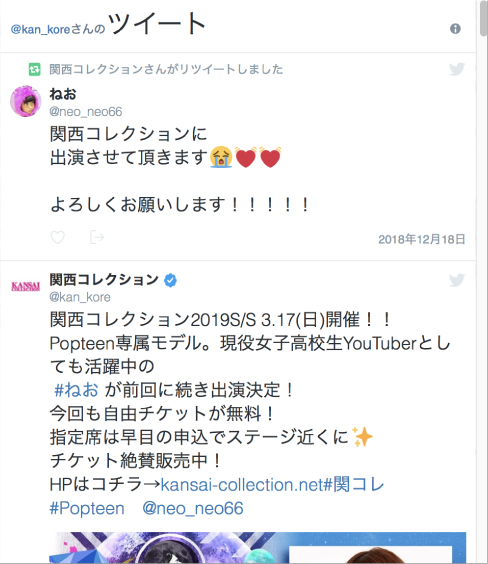 @kan_koreさんのツイート
関西コレクションさんがリツイートしました
ねお
@neo_neo66
関西コレクションに
出演させて頂きます😭💓💓
よろしくお願いします！！！！！
2018年12月18日
KANSAI
関西コレクション
@kan_kore
関西コレクション2019S/S 3.17(日)開催！！
Popteen専属モデル。現役女子高校生YouTuberとし
ても活躍中の
#ねお が前回に続き出演決定！
今回も自由チケットが無料！
指定席は早目の申込でステージ近くに✨
チケット絶賛販売中！
HPはコチラ→kansai-collection.net#関コレ
#Popteen　@neo_neo66